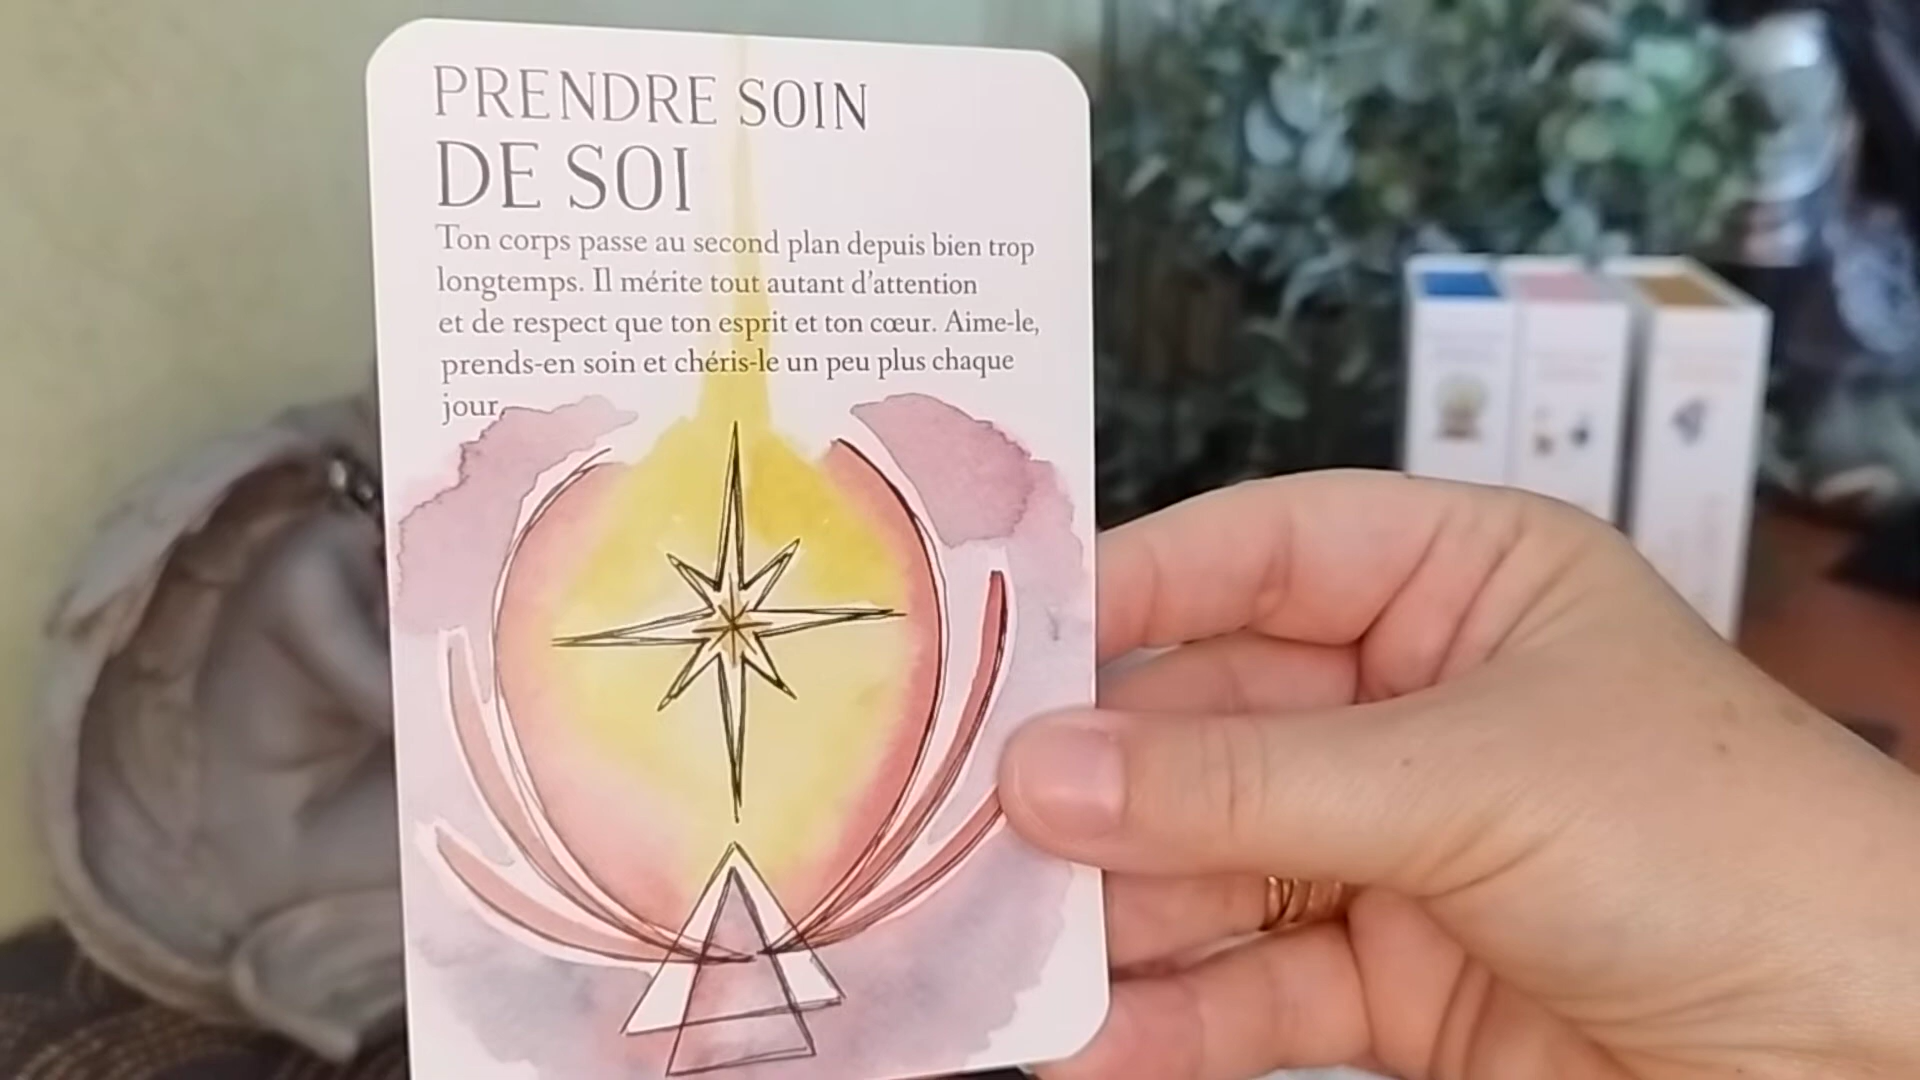 PRENDRE SOIN
DE SOI
Ton corps passe au second plan depuis bien trop
longtemps. Il mérite tout autant d'attention
et de respect que ton esprit et ton cœur. Aime-le,
prends-en soin et chéris-le un peu plus chaque
jour.